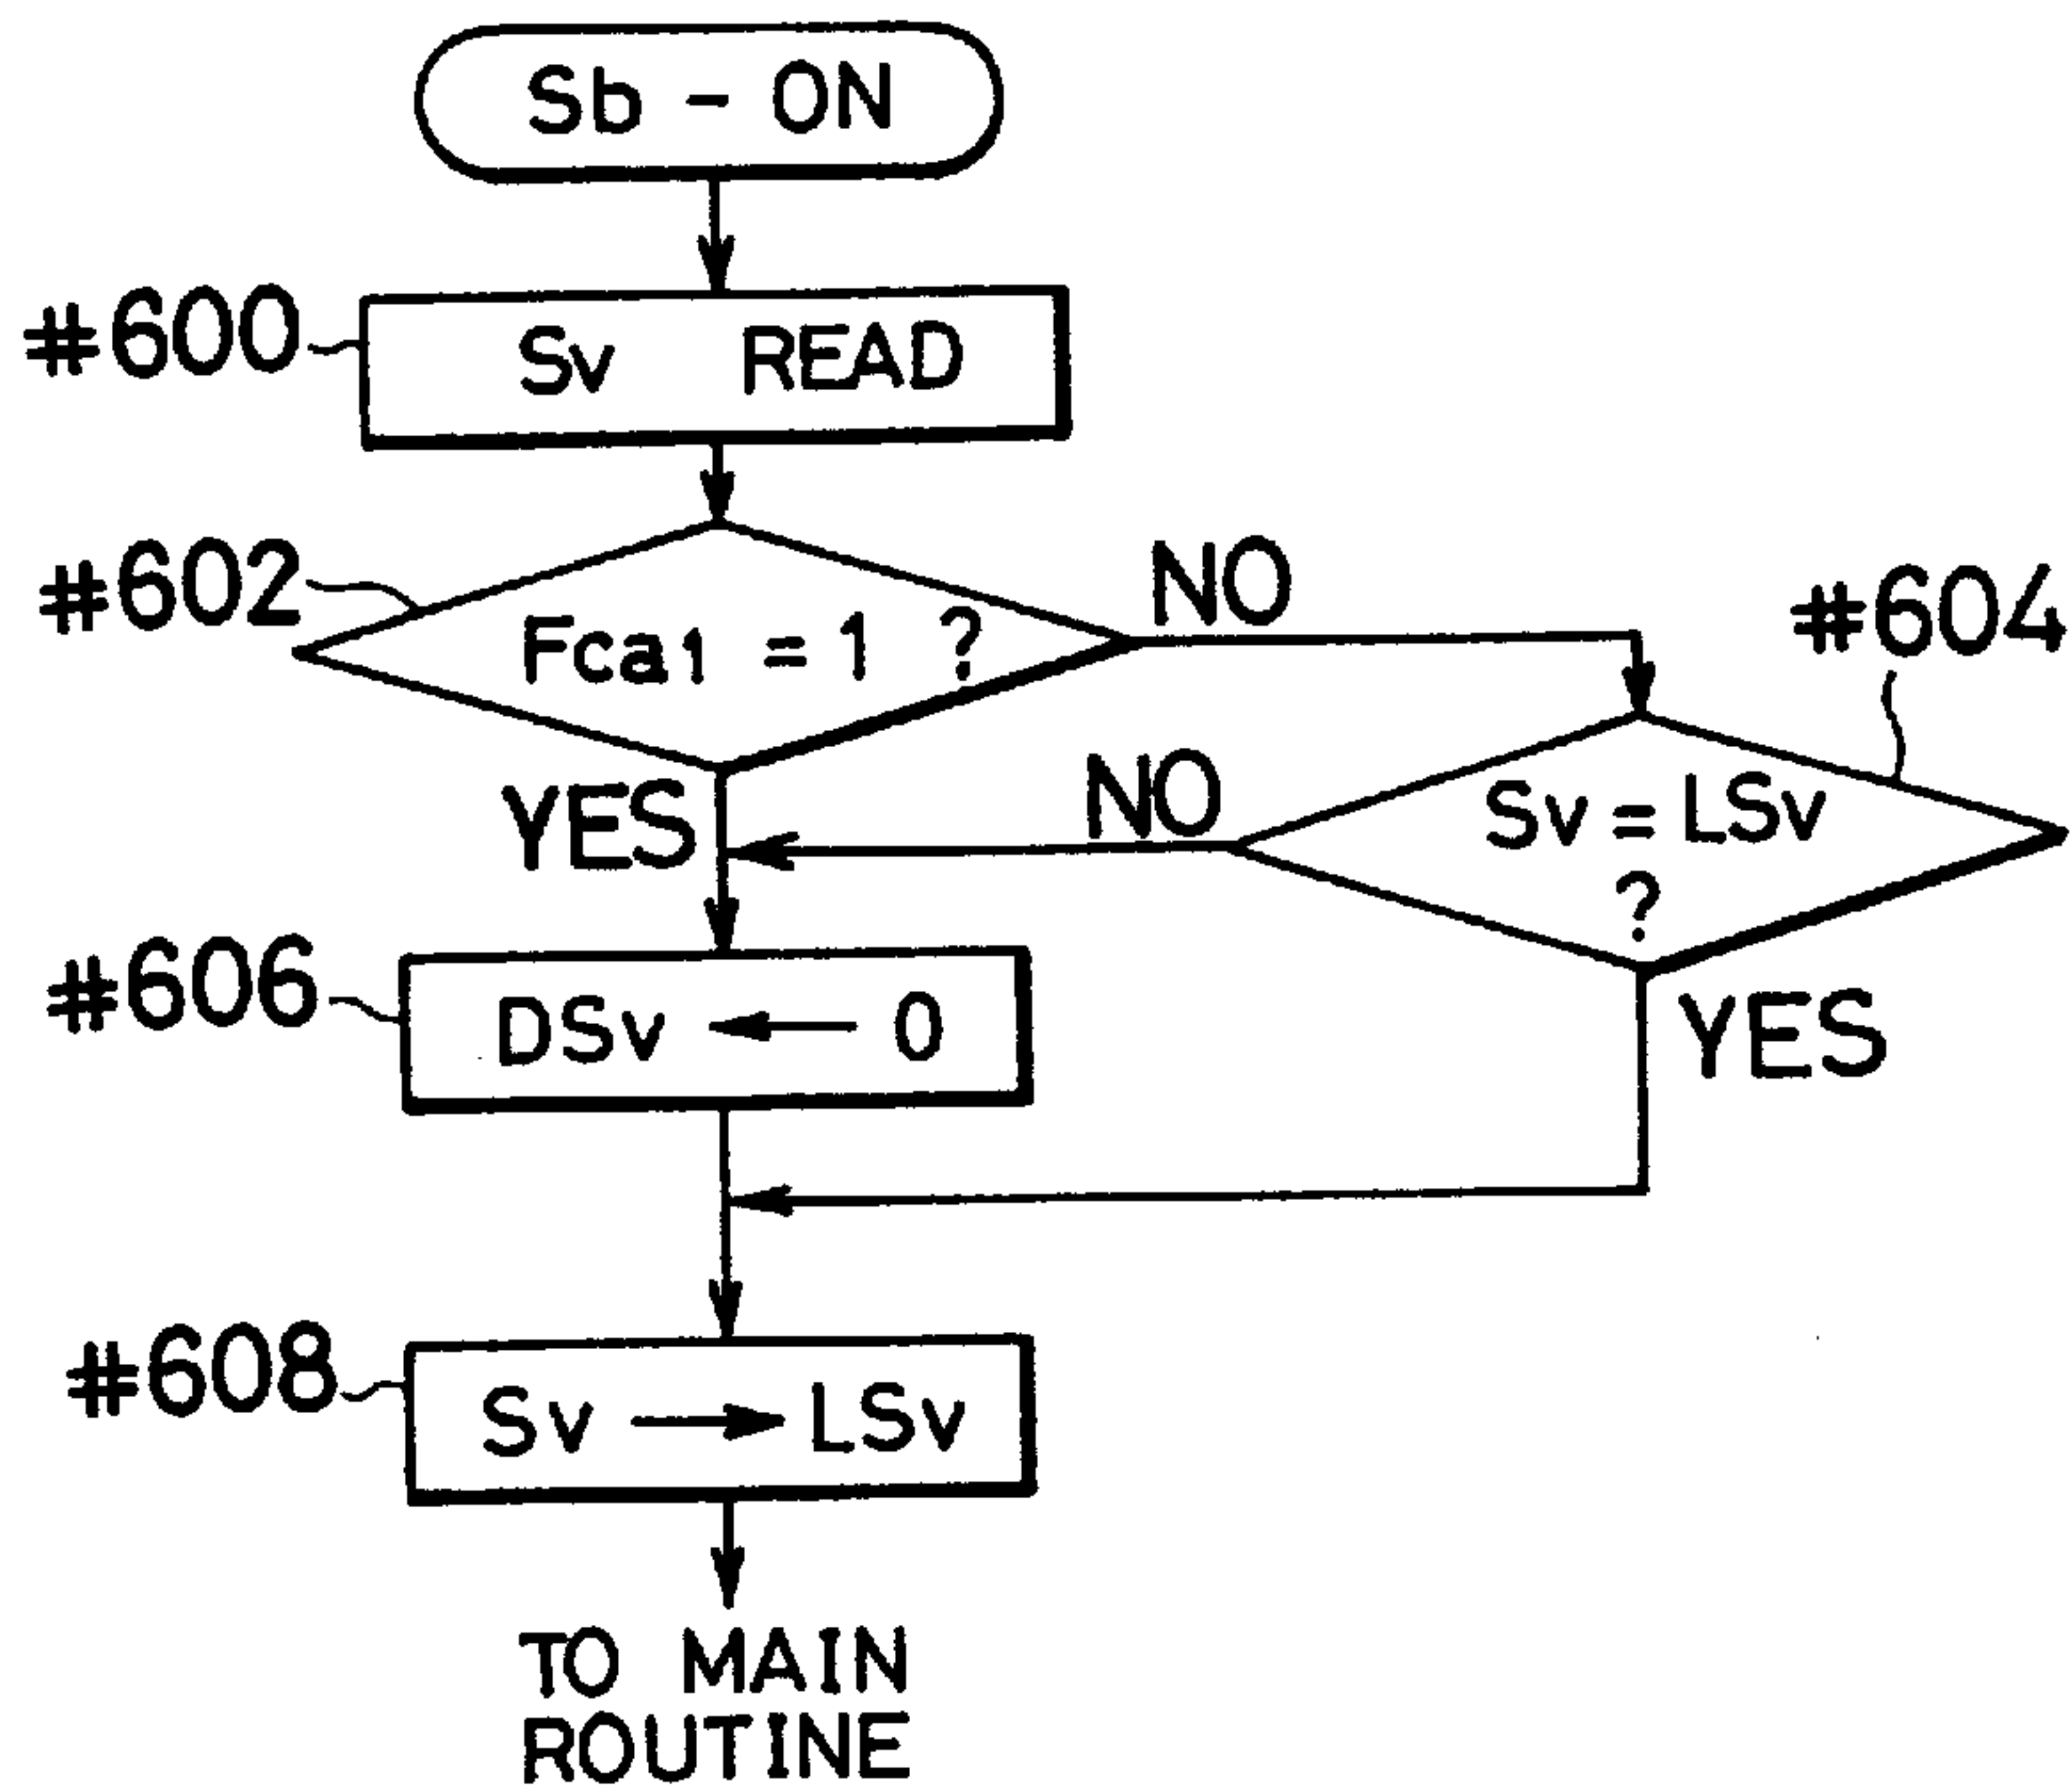 Sb - ON
#600
Sv READ
#602
Fca1 = 1 ?
NO
#604
Sv = LSv
?
NO
YES
#606
DSv ← 0
YES
#608
Sv → LSv
TO MAIN
ROUTINE